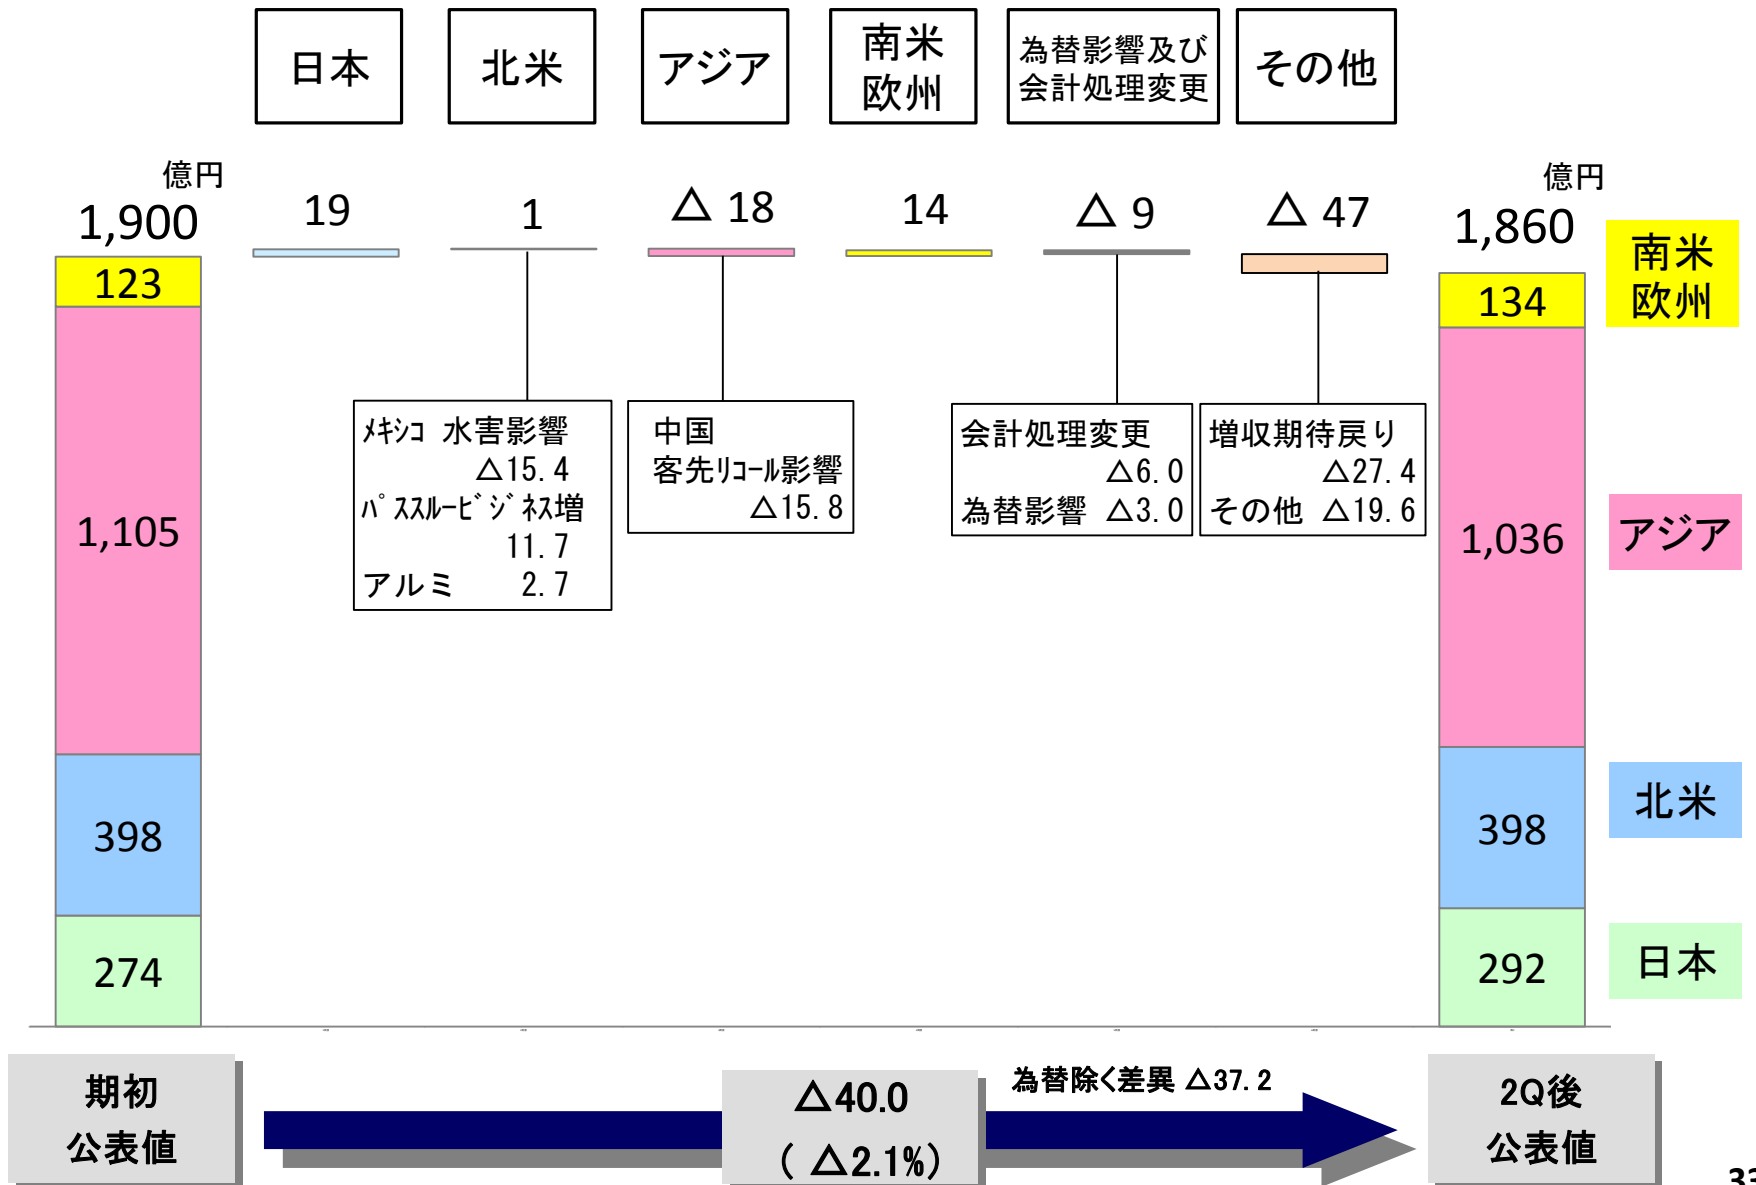 日本
北米
アジア
南米
欧州
為替影響及び
会計処理変更
その他
億円
1,900
19
1
△ 18
14
△ 9
△ 47
億円
1,860
123
1,105
398
274
ﾒｷｼｺ 水害影響
△15.4
ﾊﾟｽｽﾙｰﾋﾞｼﾞﾈｽ増
11.7
アルミ 2.7
中国
客先ﾘｺｰﾙ影響
△15.8
会計処理変更
△6.0
為替影響 △3.0
増収期待戻り
△27.4
その他 △19.6
134
1,036
398
292
南米
欧州
アジア
北米
日本
期初
公表値
△40.0
( △2.1%)
為替除く差異 △37.2
2Q後
公表値